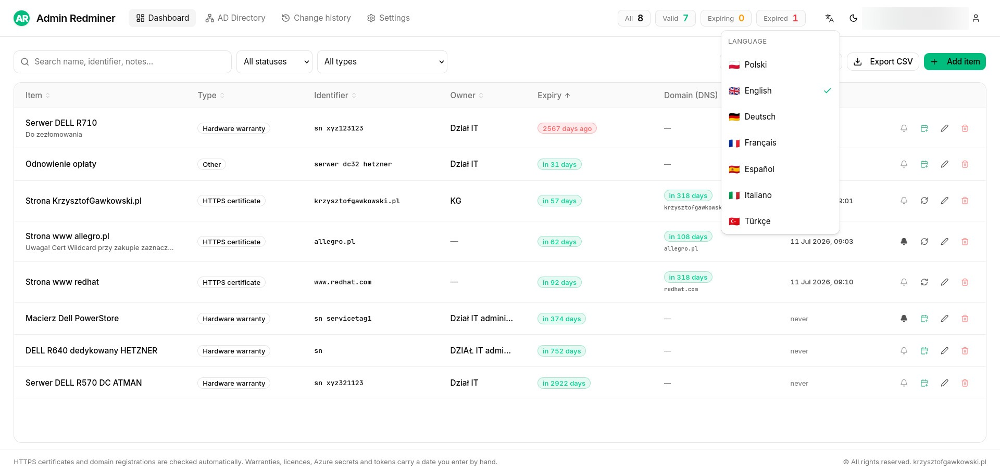 AR Admin Redminer Dashboard AD Directory Change history Settings All 8 Valid 7 Expiring 0 Expired 1
Search name, identifier, notes... All statuses All types Export CSV Add item
LANGUAGE
Polski
English
Deutsch
Français
Español
Italiano
Türkçe
Item Type Identifier Owner Expiry Domain (DNS)
Serwer DELL R710 Hardware warranty sn xyz123123 Dział IT 2567 days ago —
Do zezłomowania
Odnowienie opłaty Other serwer dc32 hetzner Dział IT in 31 days —
Strona KrzysztofGawkowski.pl HTTPS certificate krzysztofgawkowski.pl KG in 57 days in 318 days 9:01
krzysztofgawkowsk
Strona www allegro.pl HTTPS certificate allegro.pl — in 62 days in 108 days 11 Jul 2026, 09:03
Uwaga! Cert Wildcard przy zakupie zaznacz... allegro.pl
Strona www redhat HTTPS certificate www.redhat.com — in 92 days in 318 days 11 Jul 2026, 09:10
redhat.com
Macierz Dell PowerStore Hardware warranty sn servicetag1 Dział IT admini... in 374 days — never
DELL R640 dedykowany HETZNER Hardware warranty sn DZIAŁ IT admi... in 752 days — never
Serwer DELL R570 DC ATMAN Hardware warranty sn xyz321123 Dział IT in 2922 days — never
HTTPS certificates and domain registrations are checked automatically. Warranties, licences, Azure secrets and tokens carry a date you enter by hand. © All rights reserved. krzysztofgawkowski.pl